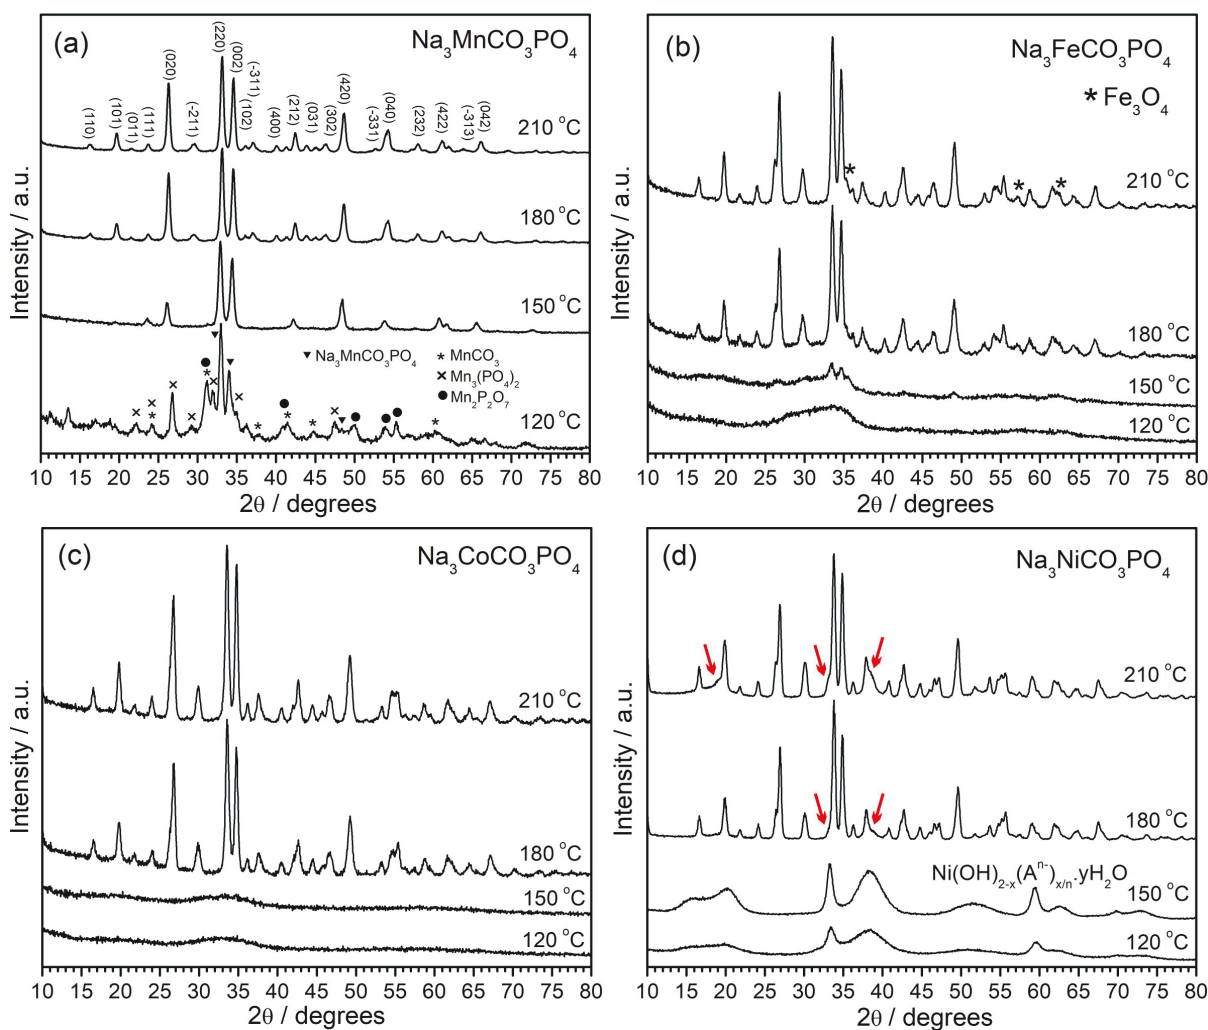 (a)
Na₃MnCO₃PO₄
(110)
(101)
(011)
(111)
(020)
(-211)
(220)
(002)
(-311)
(102)
(400)
(212)
(031)
(302)
(420)
(-331)
(040)
(232)
(422)
(-313)
(042)
210 °C
180 °C
150 °C
▼ Na₃MnCO₃PO₄
* MnCO₃
× Mn₃(PO₄)₂
● Mn₂P₂O₇
120 °C
Intensity / a.u.
10 15 20 25 30 35 40 45 50 55 60 65 70 75 80
2θ / degrees
(b)
Na₃FeCO₃PO₄
* Fe₃O₄
210 °C
180 °C
150 °C
120 °C
Intensity / a.u.
10 15 20 25 30 35 40 45 50 55 60 65 70 75 80
2θ / degrees
(c)
Na₃CoCO₃PO₄
210 °C
180 °C
150 °C
120 °C
Intensity / a.u.
10 15 20 25 30 35 40 45 50 55 60 65 70 75 80
2θ / degrees
(d)
Na₃NiCO₃PO₄
210 °C
180 °C
Ni(OH)₂₋ₓ(Aⁿ⁻)ₓ/ₙ.yH₂O
150 °C
120 °C
Intensity / a.u.
10 15 20 25 30 35 40 45 50 55 60 65 70 75 80
2θ / degrees